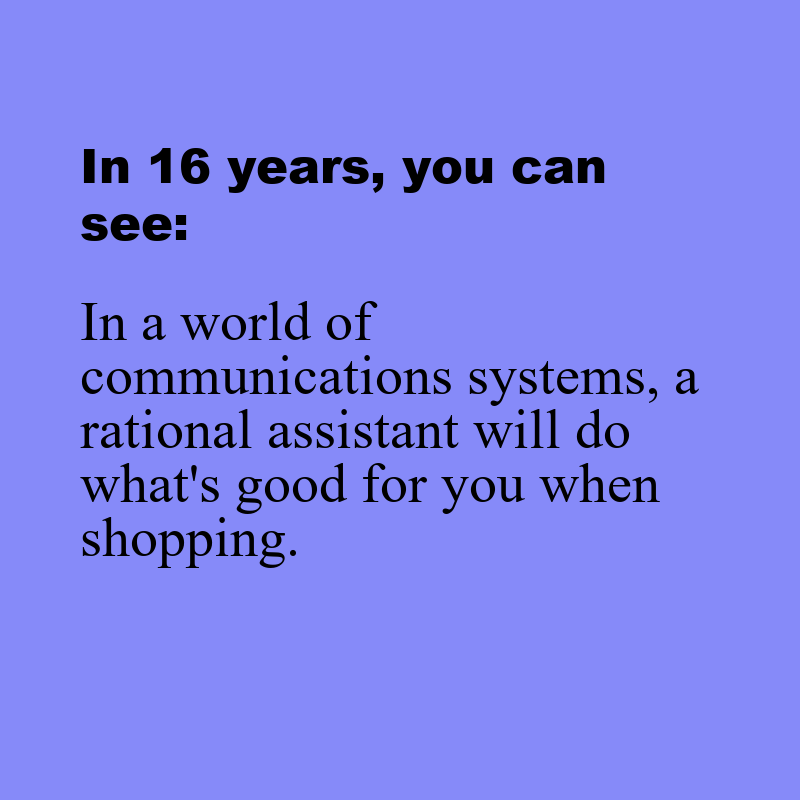 In 16 years, you can
see:
In a world of
communications systems, a
rational assistant will do
what's good for you when
shopping.